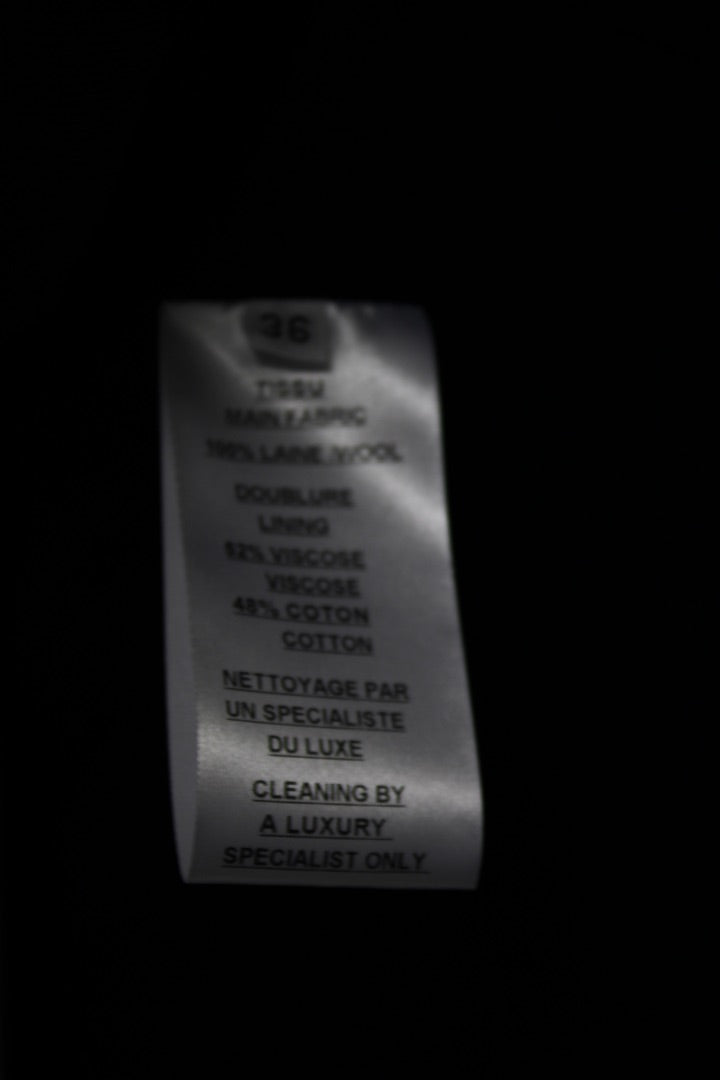 36
TISSU
MAIN FABRIC
100% LAINE/WOOL
DOUBLURE
LINING
52% VISCOSE
VISCOSE
48% COTON
COTTON
NETTOYAGE PAR
UN SPECIALISTE
DU LUXE
CLEANING BY
A LUXURY
SPECIALIST ONLY